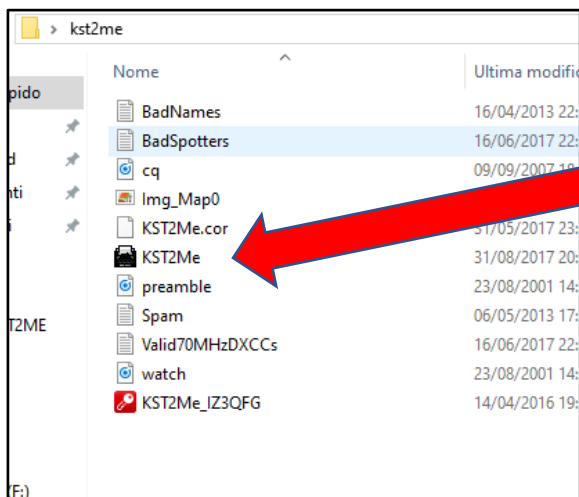 kst2me
Nome Ultima modific
pido
BadNames 16/04/2013 22:
BadSpotters 16/06/2017 22:
d cq 09/09/2007 18:
nti Img_Map0
i KST2Me.cor 31/05/2017 23:
KST2Me 31/08/2017 20:
preamble 23/08/2001 14:
T2ME Spam 06/05/2013 17:
Valid70MHzDXCCs 16/06/2017 22:
watch 23/08/2001 14:
KST2Me_IZ3QFG 14/04/2016 19:
(F:)